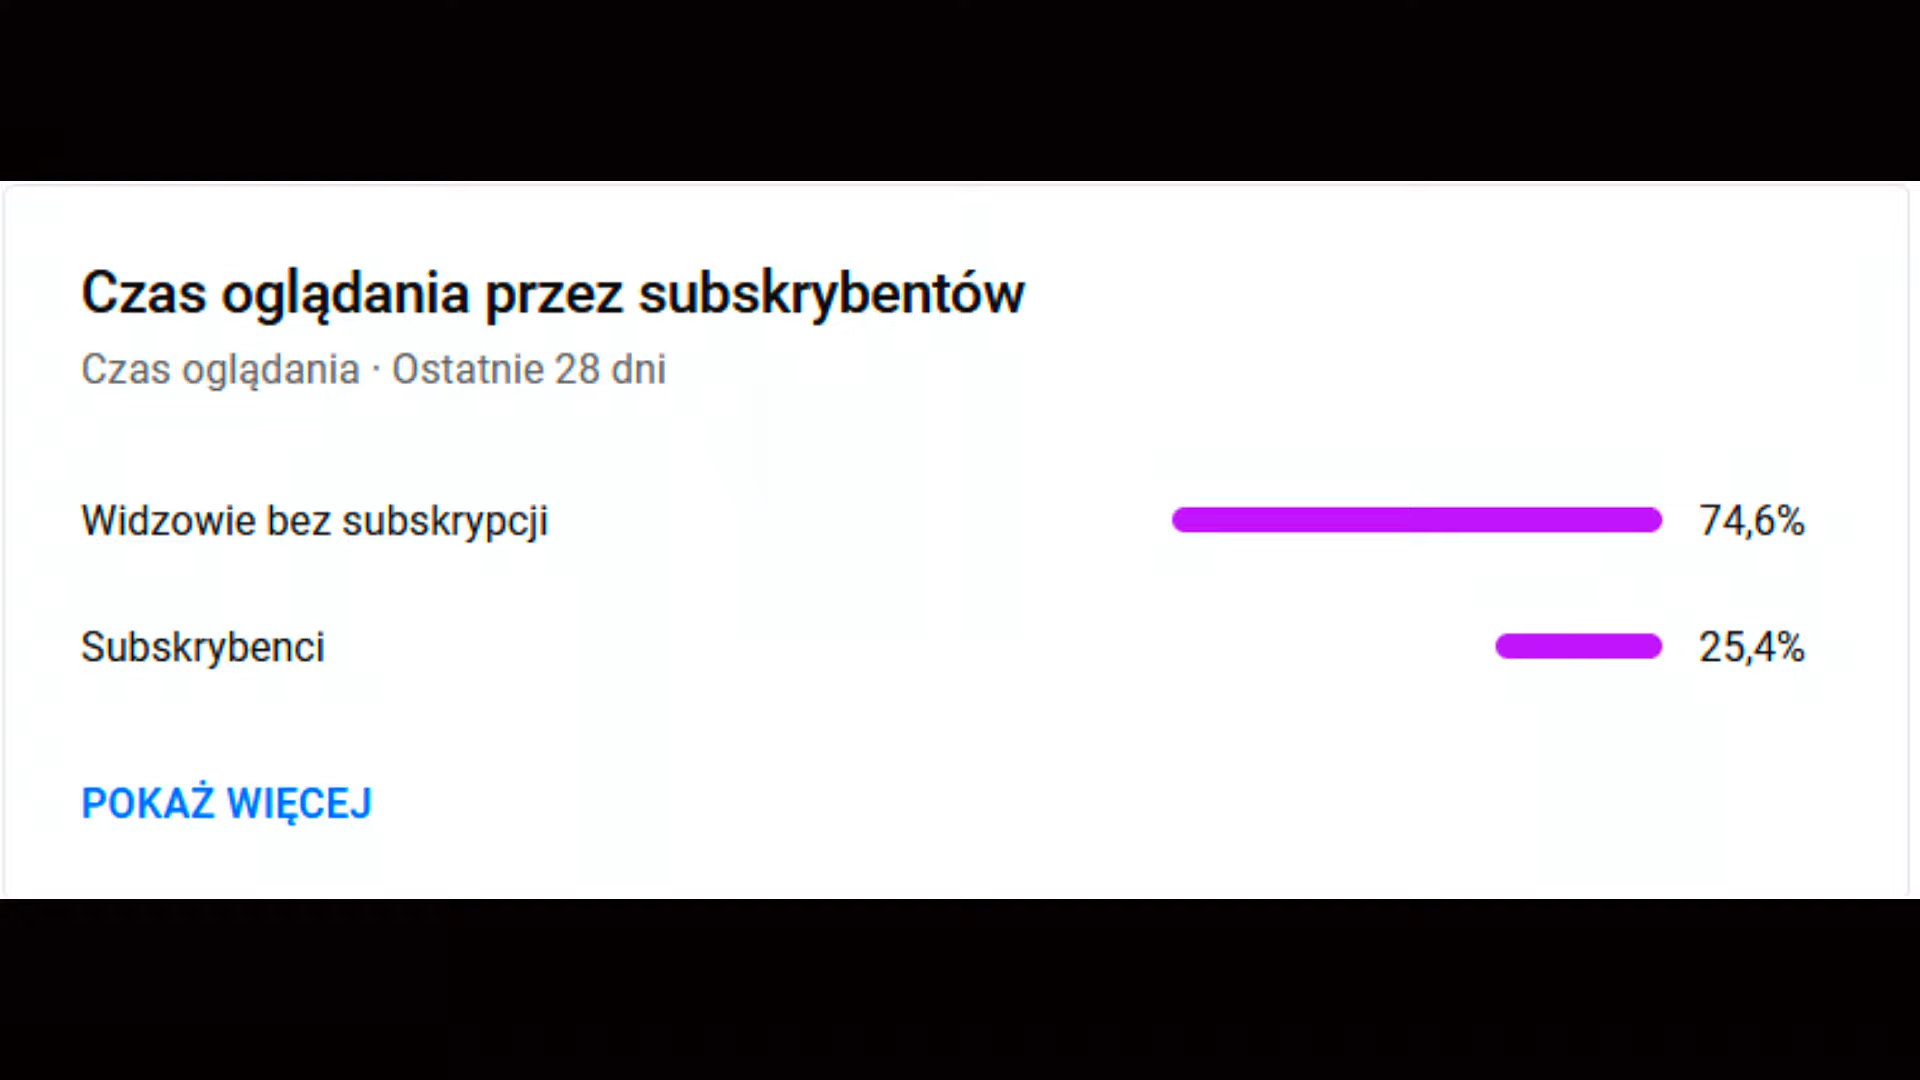 Czas oglądania przez subskrybentów
Czas oglądania · Ostatnie 28 dni
Widzowie bez subskrypcji 74,6%
Subskrybenci 25,4%
POKAŻ WIĘCEJ